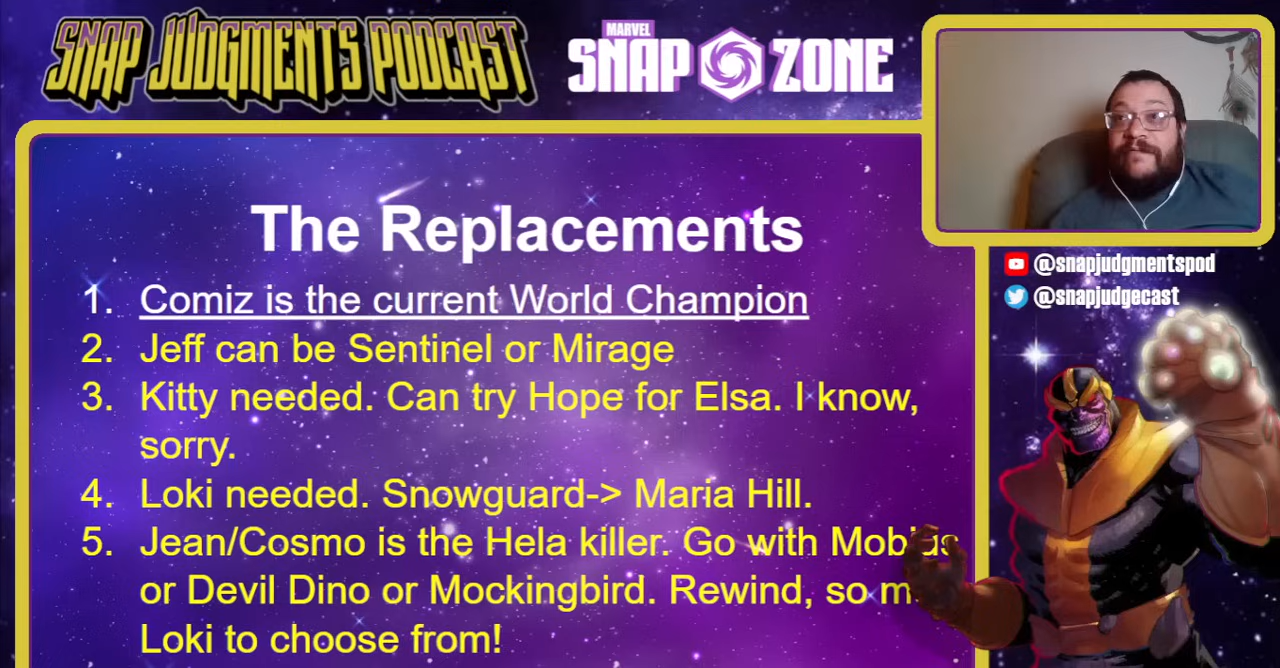 SNAP JUDGMENTS PODCAST
MARVEL
SNAP ZONE
The Replacements
1. Comiz is the current World Champion
2. Jeff can be Sentinel or Mirage
3. Kitty needed. Can try Hope for Elsa. I know,
sorry.
4. Loki needed. Snowguard-> Maria Hill.
5. Jean/Cosmo is the Hela killer. Go with Mobius
or Devil Dino or Mockingbird. Rewind, so
Loki to choose from!
@snapjudgmentspod
@snapjudgecast